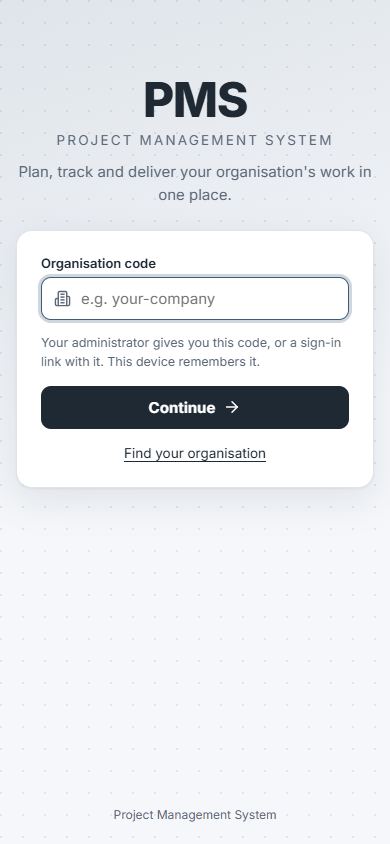 PMS
PROJECT MANAGEMENT SYSTEM
Plan, track and deliver your organisation's work in
one place.
Organisation code
e.g. your-company
Your administrator gives you this code, or a sign-in
link with it. This device remembers it.
Continue →
Find your organisation
Project Management System